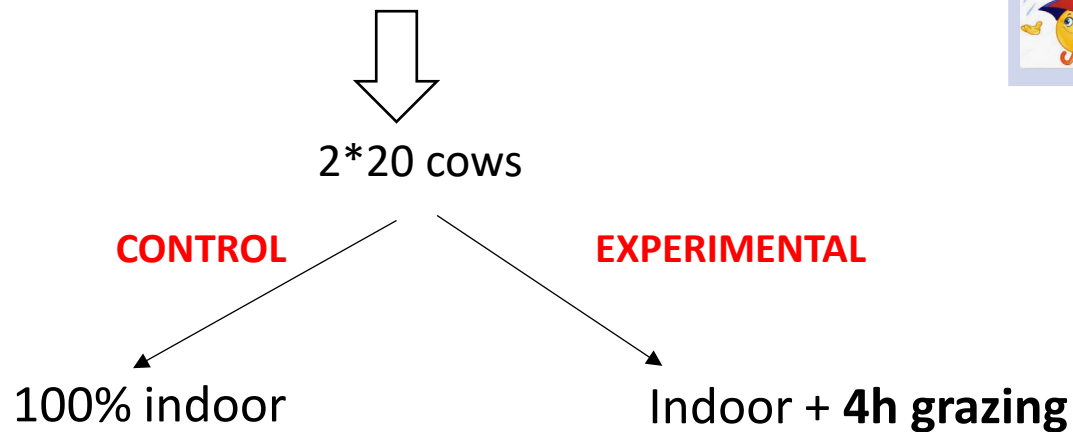 2*20 cows
CONTROL
EXPERIMENTAL
100% indoor
Indoor + 4h grazing